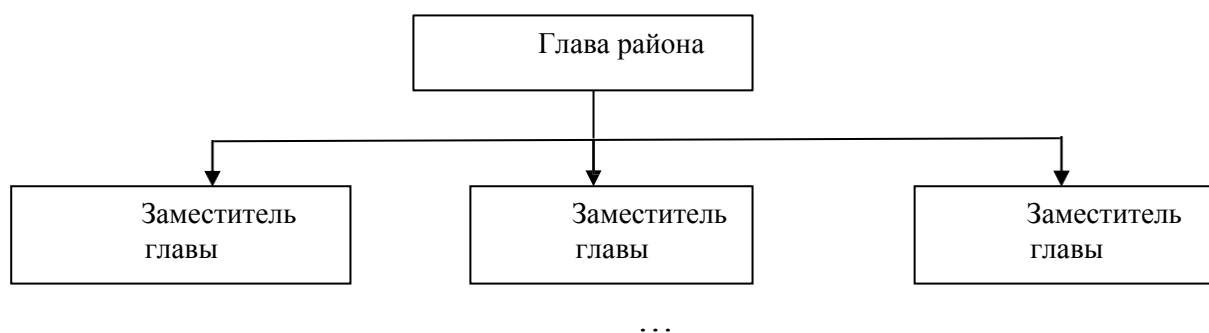 Глава района
Заместитель Заместитель Заместитель
главы главы главы
...